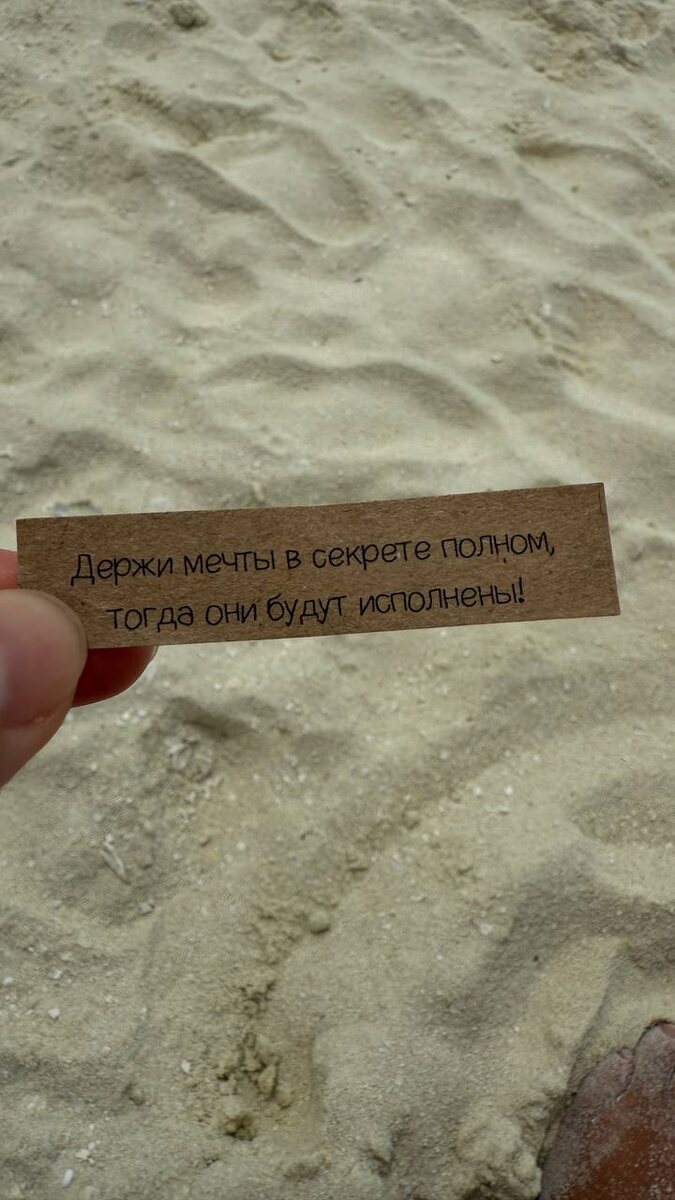 Держи мечты в секрете полном,
тогда они будут исполнены!